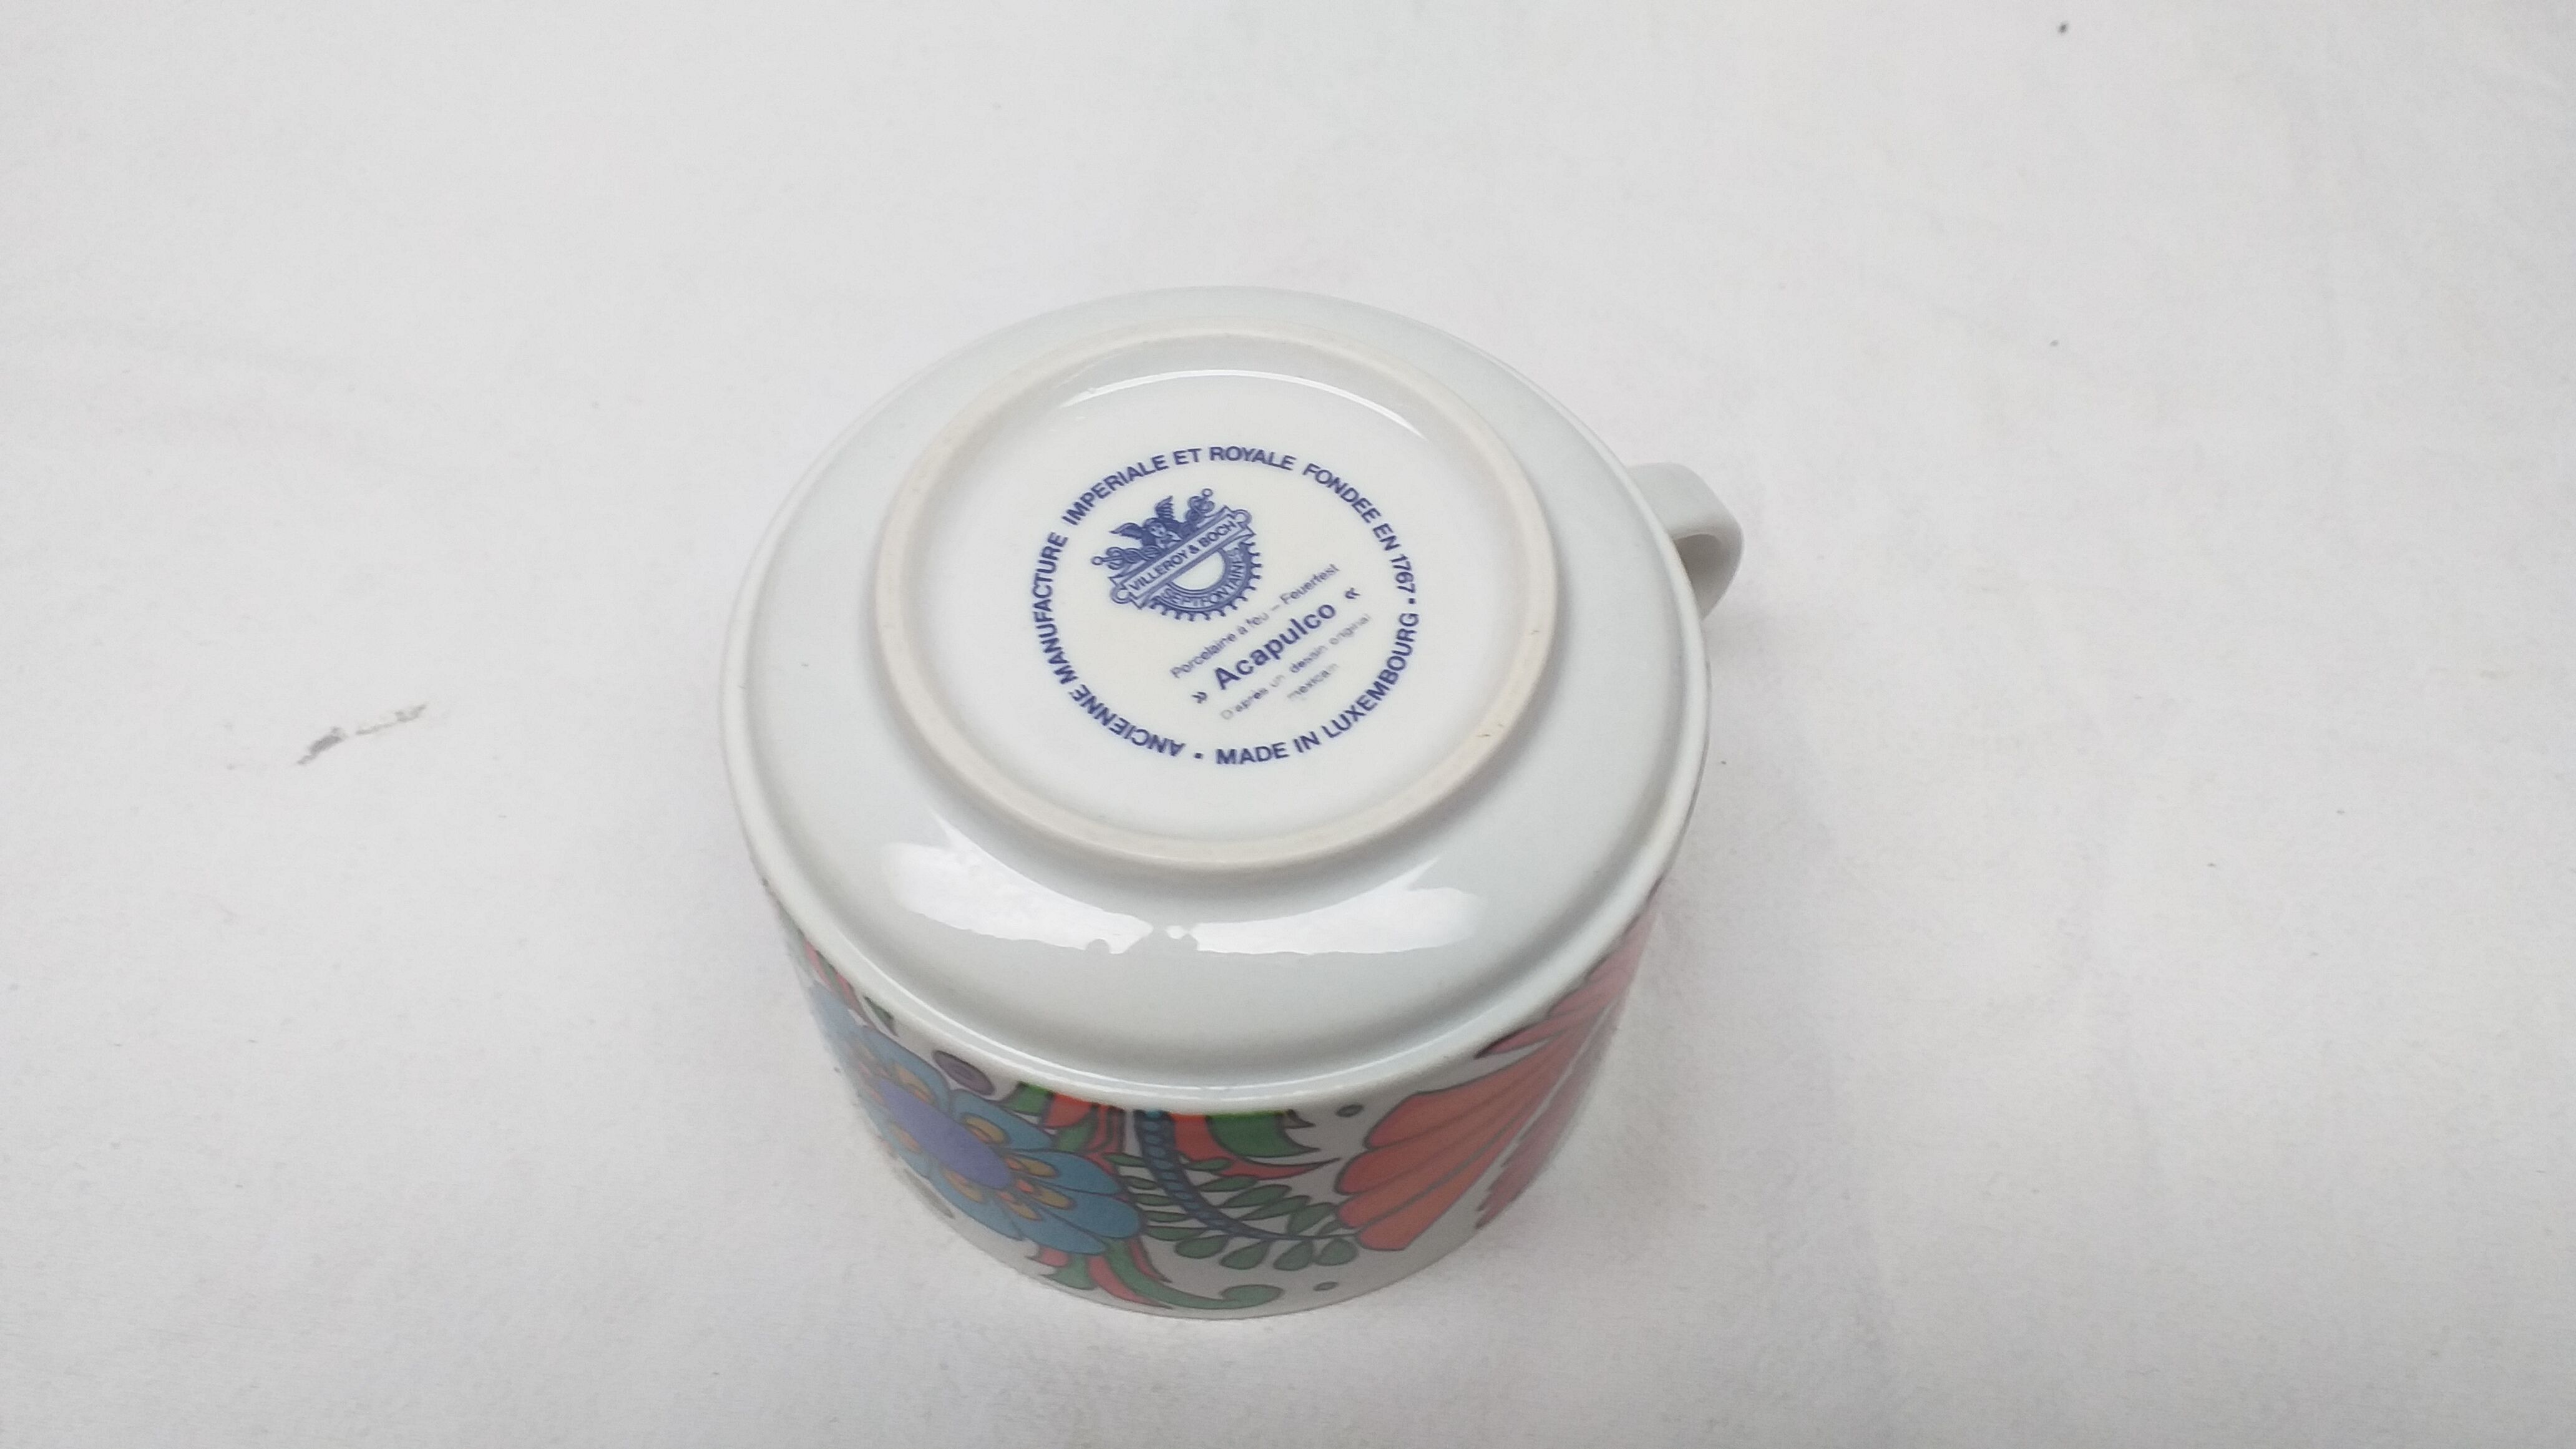 ANCIENNE MANUFACTURE IMPERIALE ET ROYALE FONDEE EN 1767 • MADE IN LUXEMBOURG •
VILLEROY & BOCH
SEPTFONTAINES
Porcelaine à feu – Feuerfest
» Acapulco «
D'après un dessin original
mexicain